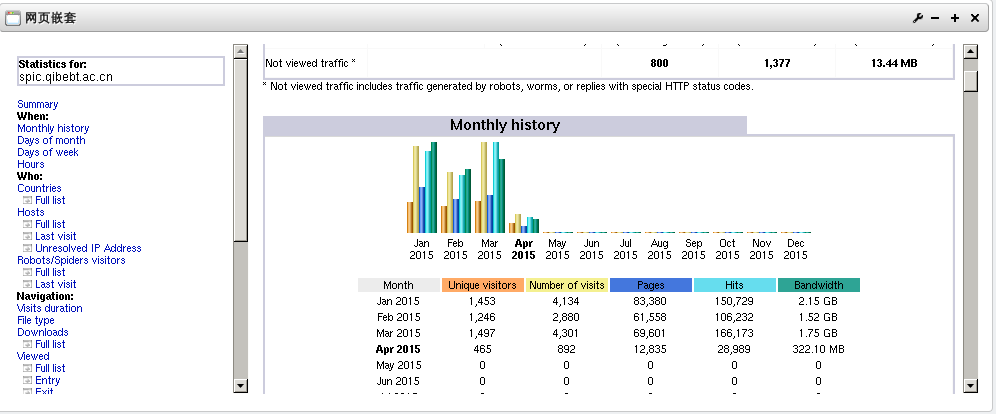 网页嵌套
Statistics for:
spic.qibebt.ac.cn
Summary
When:
Monthly history
Days of month
Days of week
Hours
Who:
Countries
Full list
Hosts
Full list
Last visit
Unresolved IP Address
Robots/Spiders visitors
Full list
Last visit
Navigation:
Visits duration
File type
Downloads
Full list
Viewed
Full list
Entry
Exit
Not viewed traffic * 800 1,377 13.44 MB
* Not viewed traffic includes traffic generated by robots, worms, or replies with special HTTP status codes.
Monthly history
Jan Feb Mar Apr May Jun Jul Aug Sep Oct Nov Dec
2015 2015 2015 2015 2015 2015 2015 2015 2015 2015 2015 2015
Month Unique visitors Number of visits Pages Hits Bandwidth
Jan 2015 1,453 4,134 83,380 150,729 2.15 GB
Feb 2015 1,246 2,880 61,558 106,232 1.52 GB
Mar 2015 1,497 4,301 69,601 166,173 1.75 GB
Apr 2015 465 892 12,835 28,989 322.10 MB
May 2015 0 0 0 0 0
Jun 2015 0 0 0 0 0